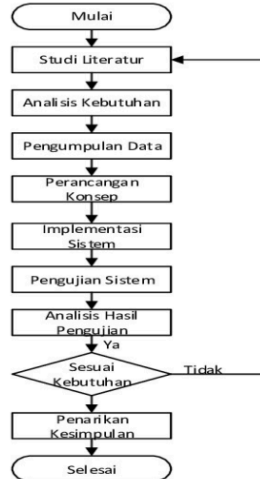 Mulai
Studi Literatur
Analisis Kebutuhan
Pengumpulan Data
Perancangan
Konsep
Implementasi
Sistem
Pengujian Sistem
Analisis Hasil
Pengujian
Ya
Sesuai
Kebutuhan
Tidak
Penarikan
Kesimpulan
Selesai